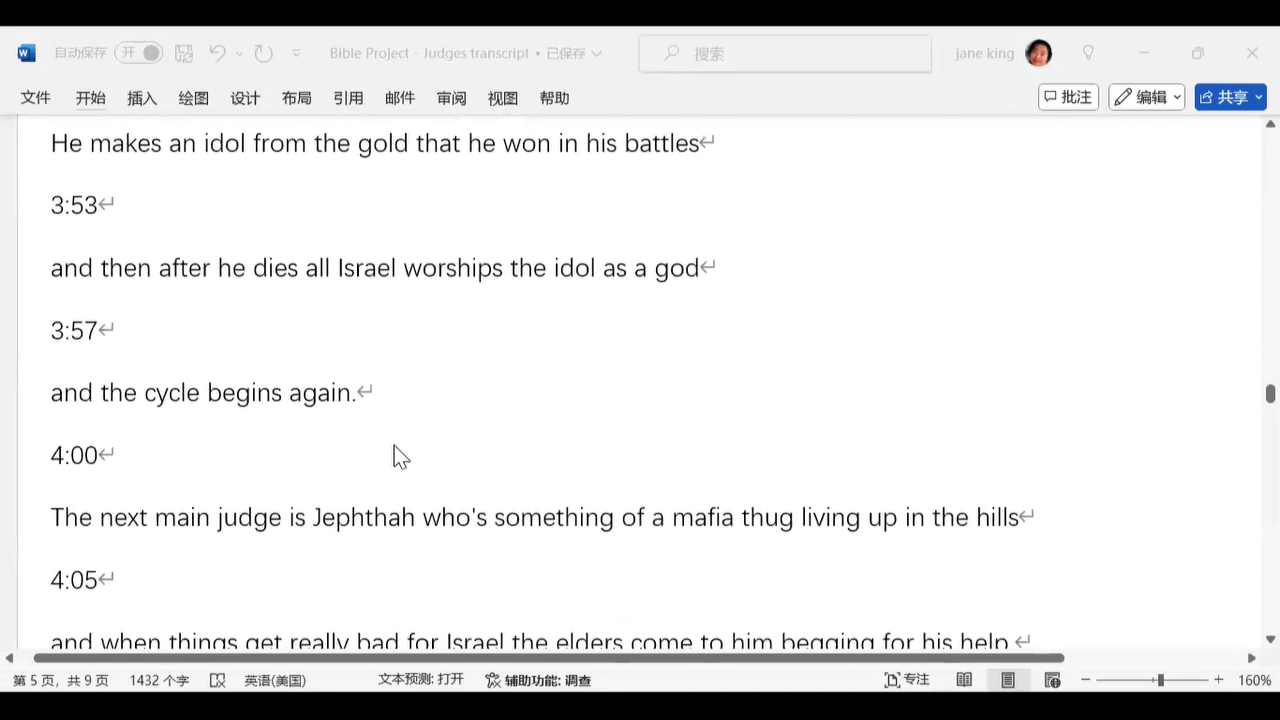 自动保存 开 Bible Project - Judges transcript • 已保存 搜索 jane king
文件 开始 插入 绘图 设计 布局 引用 邮件 审阅 视图 帮助 批注 编辑 共享
He makes an idol from the gold that he won in his battles↵
3:53↵
and then after he dies all Israel worships the idol as a god↵
3:57↵
and the cycle begins again.↵
4:00↵
The next main judge is Jephthah who's something of a mafia thug living up in the hills↵
4:05↵
and when things get really bad for Israel the elders come to him begging for his help↵
第 5 页，共 9 页 1432 个字 英语(美国) 文本预测: 打开 辅助功能: 调查 专注 160%